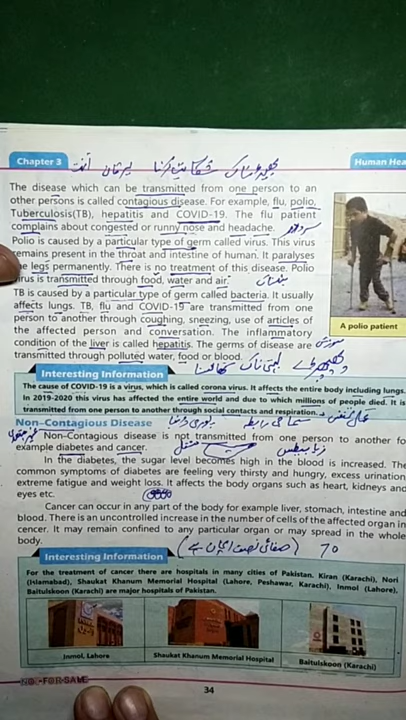 Chapter 3
Human Hea
The disease which can be transmitted from one person to an
other persons is called contagious disease. For example, flu, polio,
Tuberculosis(TB), hepatitis and COVID-19. The flu patient
complains about congested or runny nose and headache.
Polio is caused by a particular type of germ called virus. This virus
remains present in the throat and intestine of human. It paralyses
legs permanently. There is no treatment of this disease. Polio
virus is transmitted through food, water and air.
TB is caused by a particular type of germ called bacteria. It usually
affects lungs. TB, flu and COVID-19 are transmitted from one
person to another through coughing, sneezing, use of articles of
the affected person and conversation. The inflammatory
condition of the liver is called hepatitis. The germs of disease are
transmitted through polluted water, food or blood.
A polio patient
Interesting Information
The cause of COVID-19 is a virus, which is called corona virus. It affects the entire body including lungs.
In 2019-2020 this virus has affected the entire world and due to which millions of people died. It is
transmitted from one person to another through social contacts and respiration.
Non-Contagious Disease
Non-Contagious disease is not transmitted from one person to another for
example diabetes and cancer.
In the diabetes, the sugar level becomes high in the blood is increased. The
common symptoms of diabetes are feeling very thirsty and hungry, excess urination,
extreme fatigue and weight loss. It affects the body organs such as heart, kidneys and
eyes etc.
Cancer can occur in any part of the body for example liver, stomach, intestine and
blood. There is an uncontrolled increase in the number of cells of the affected organ in
cencer. It may remain confined to any particular organ or may spread in the whole
body.
(صفائی نصف ایمان ہے)
70
Interesting Information
For the treatment of cancer there are hospitals in many cities of Pakistan. Kiran (Karachi), Nori
(Islamabad), Shaukat Khanum Memorial Hospital (Lahore, Peshawar, Karachi), Inmol (Lahore),
Baitulskoon (Karachi) are major hospitals of Pakistan.
Inmol, Lahore
Shaukat Khanum Memorial Hospital
Baitulskoon (Karachi)
NOT-FOR-SALE
34